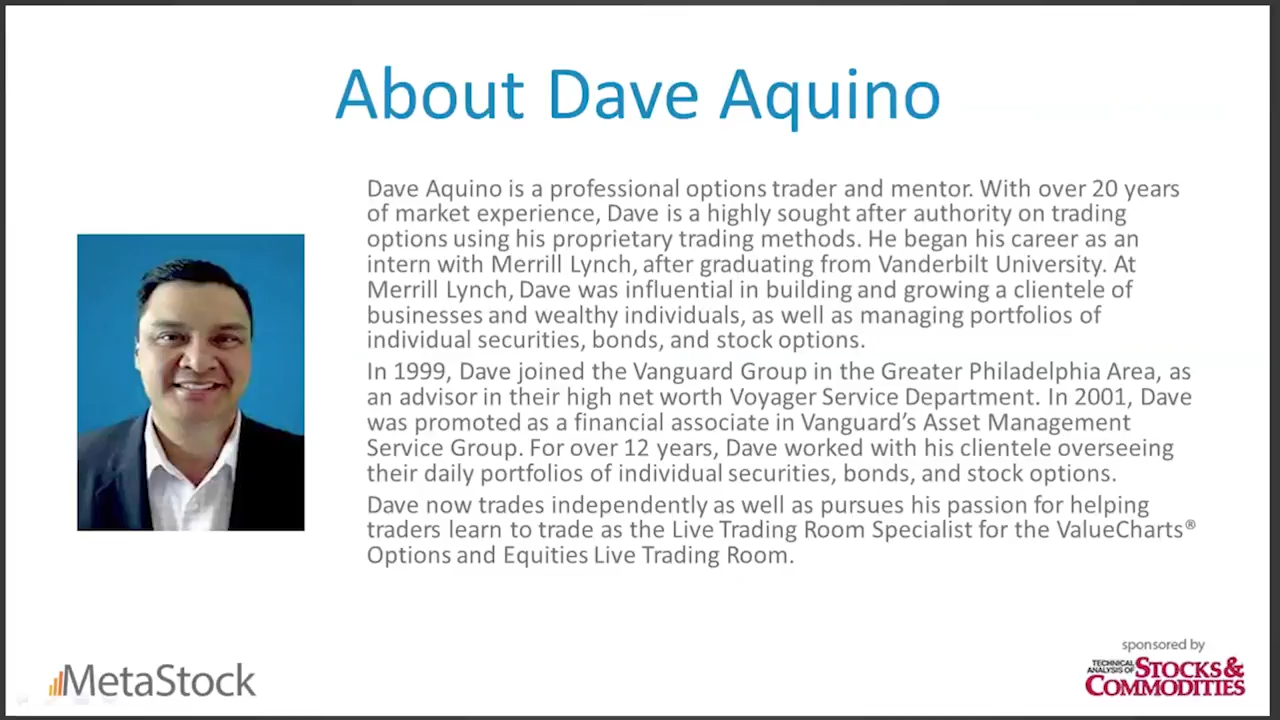 About Dave Aquino
Dave Aquino is a professional options trader and mentor. With over 20 years
of market experience, Dave is a highly sought after authority on trading
options using his proprietary trading methods. He began his career as an
intern with Merrill Lynch, after graduating from Vanderbilt University. At
Merrill Lynch, Dave was influential in building and growing a clientele of
businesses and wealthy individuals, as well as managing portfolios of
individual securities, bonds, and stock options.
In 1999, Dave joined the Vanguard Group in the Greater Philadelphia Area, as
an advisor in their high net worth Voyager Service Department. In 2001, Dave
was promoted as a financial associate in Vanguard’s Asset Management
Service Group. For over 12 years, Dave worked with his clientele overseeing
their daily portfolios of individual securities, bonds, and stock options.
Dave now trades independently as well as pursues his passion for helping
traders learn to trade as the Live Trading Room Specialist for the ValueCharts®
Options and Equities Live Trading Room.
MetaStock
sponsored by
TECHNICAL
ANALYSIS OF STOCKS &
COMMODITIES